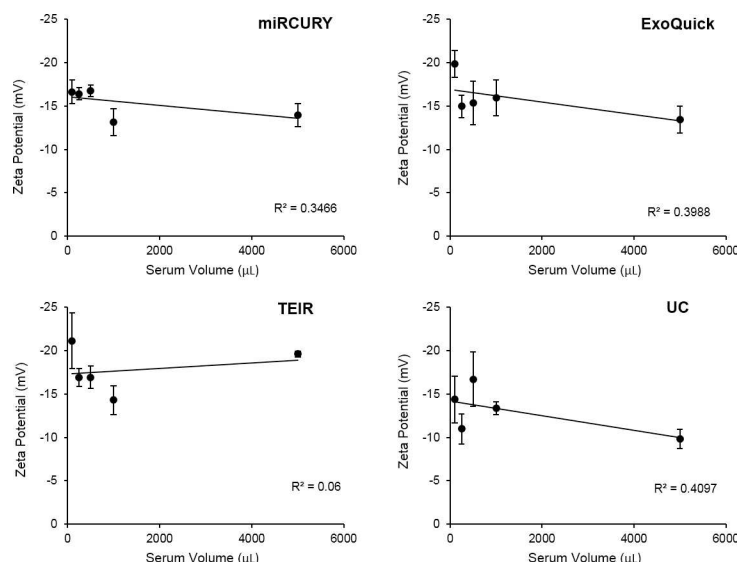 miRCURY
-25
-20
-15
-10
-5
0
Zeta Potential (mV)
R² = 0.3466
0 2000 4000 6000
Serum Volume (µL)
ExoQuick
-25
-20
-15
-10
-5
0
Zeta Potential (mV)
R² = 0.3988
0 2000 4000 6000
Serum Volume (µL)
TEIR
-25
-20
-15
-10
-5
0
Zeta Potential (mV)
R² = 0.06
0 2000 4000 6000
Serum Volume (µL)
UC
-25
-20
-15
-10
-5
0
Zeta Potential (mV)
R² = 0.4097
0 2000 4000 6000
Serum Volume (µL)